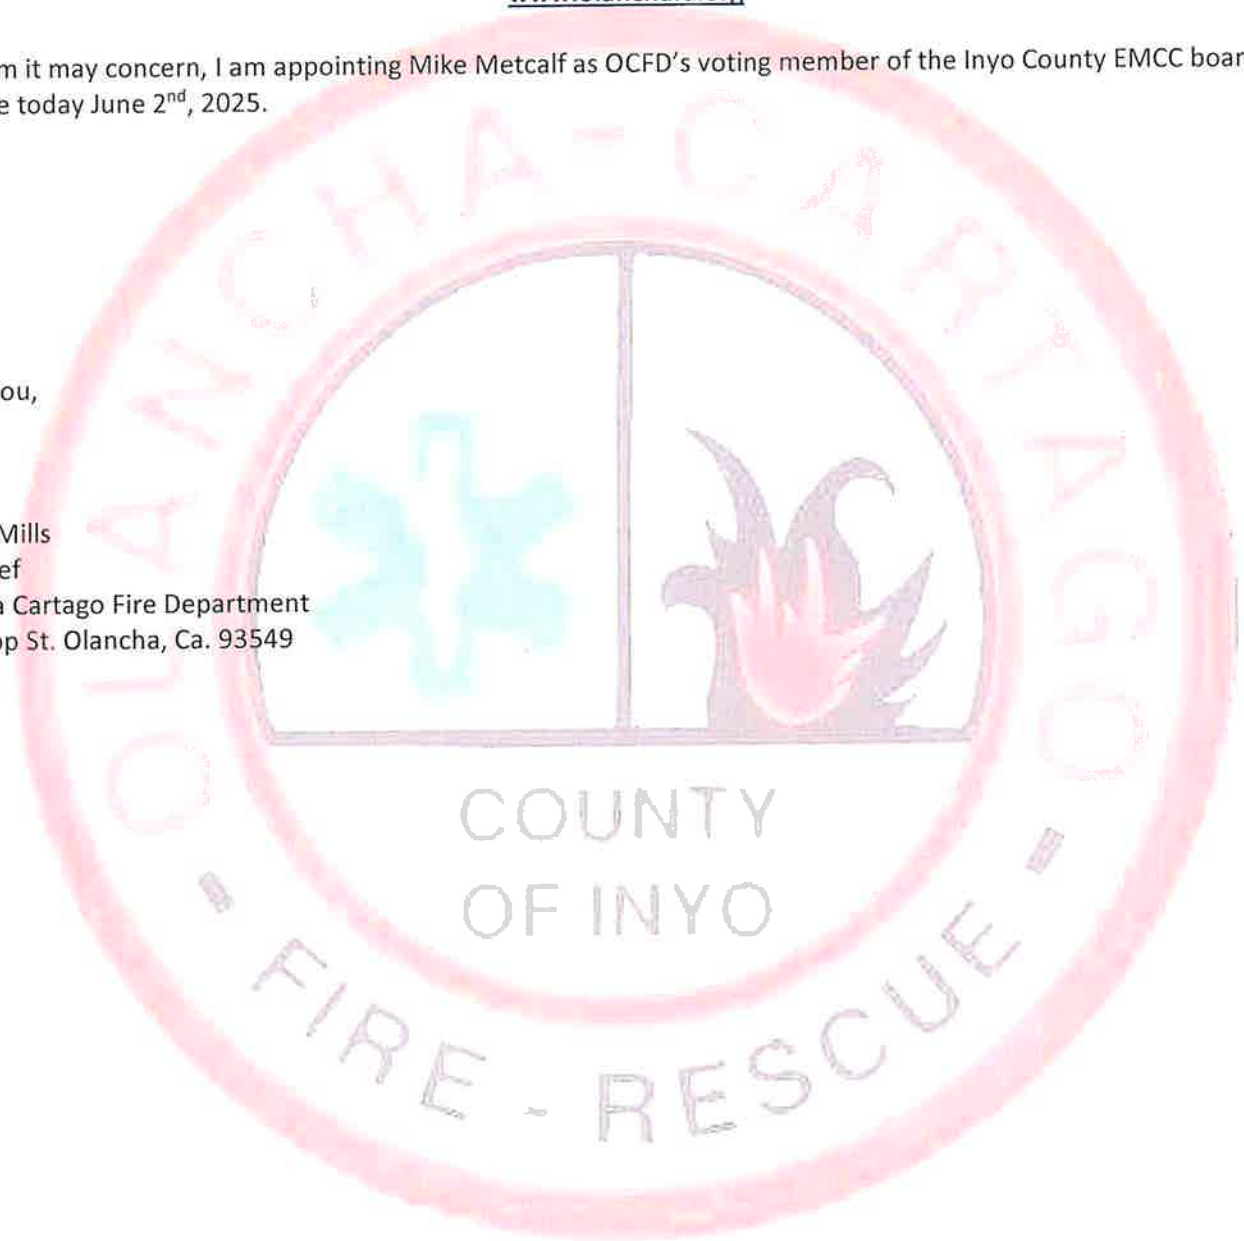 m it may concern, I am appointing Mike Metcalf as OCFD's voting member of the Inyo County EMCC boar
e today June 2nd, 2025.
ou,
Mills
ef
a Cartago Fire Department
op St. Olancha, Ca. 93549
OLANCHA-CARTAGO
COUNTY
OF INYO
- FIRE - RESCUE -